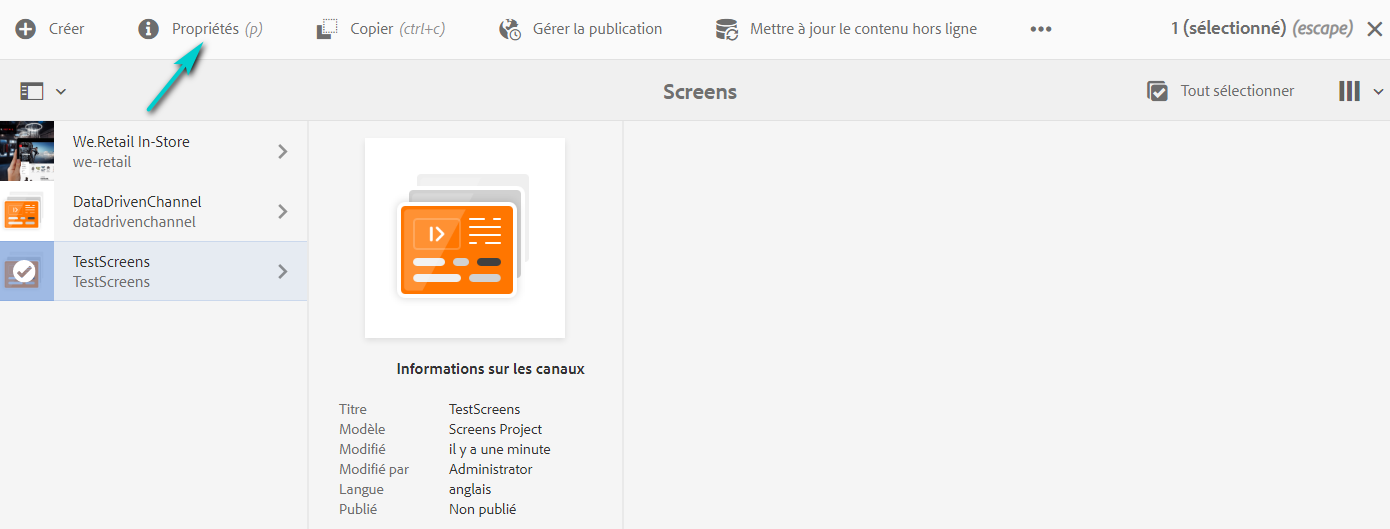 Créer
Propriétés (p)
Copier (ctrl+c)
Gérer la publication
Mettre à jour le contenu hors ligne
1 (sélectionné) (escape)
Screens
Tout sélectionner
We.Retail In-Store
we-retail
DataDrivenChannel
datadrivenchannel
TestScreens
TestScreens
Informations sur les canaux
Titre TestScreens
Modèle Screens Project
Modifié il y a une minute
Modifié par Administrator
Langue anglais
Publié Non publié